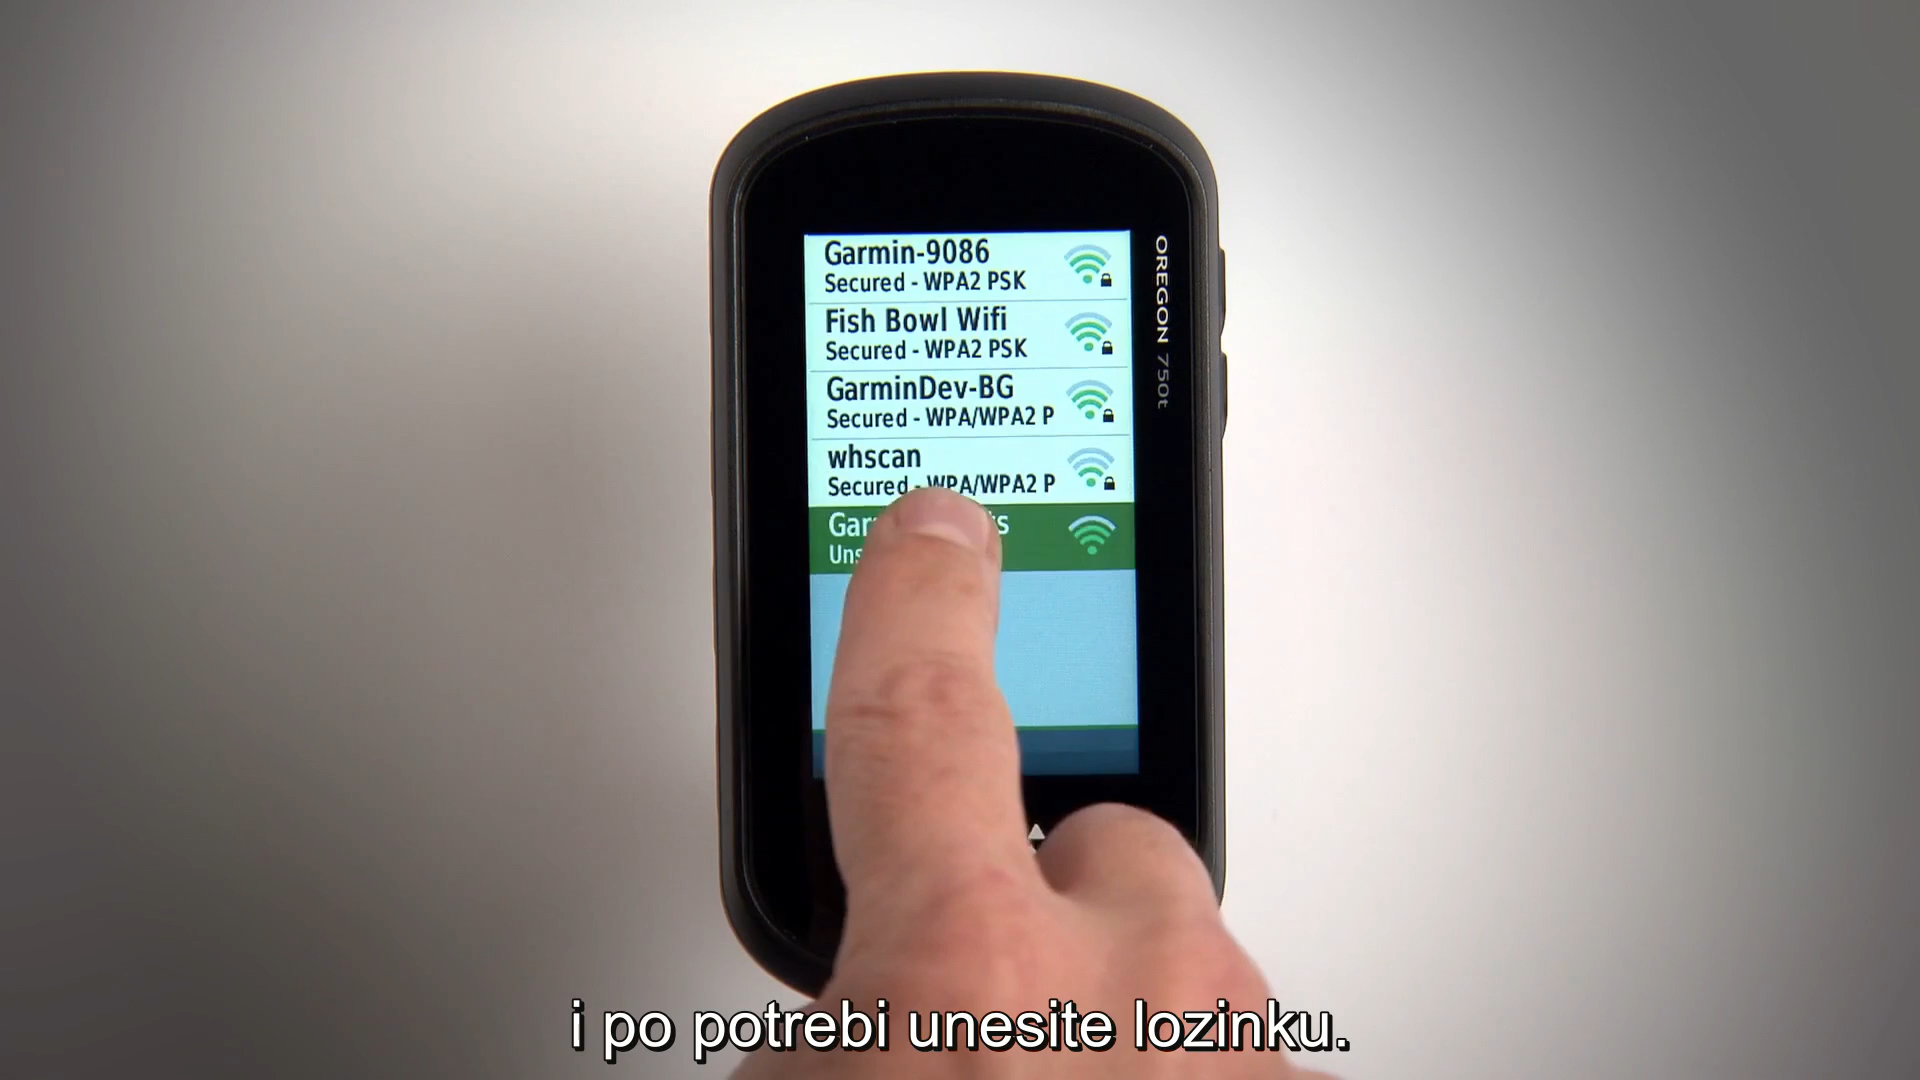 Garmin-9086
Secured - WPA2 PSK
Fish Bowl Wifi
Secured - WPA2 PSK
GarminDev-BG
Secured - WPA/WPA2 P
whscan
Secured - WPA/WPA2 P
OREGON 750t
i po potrebi unesite lozinku.